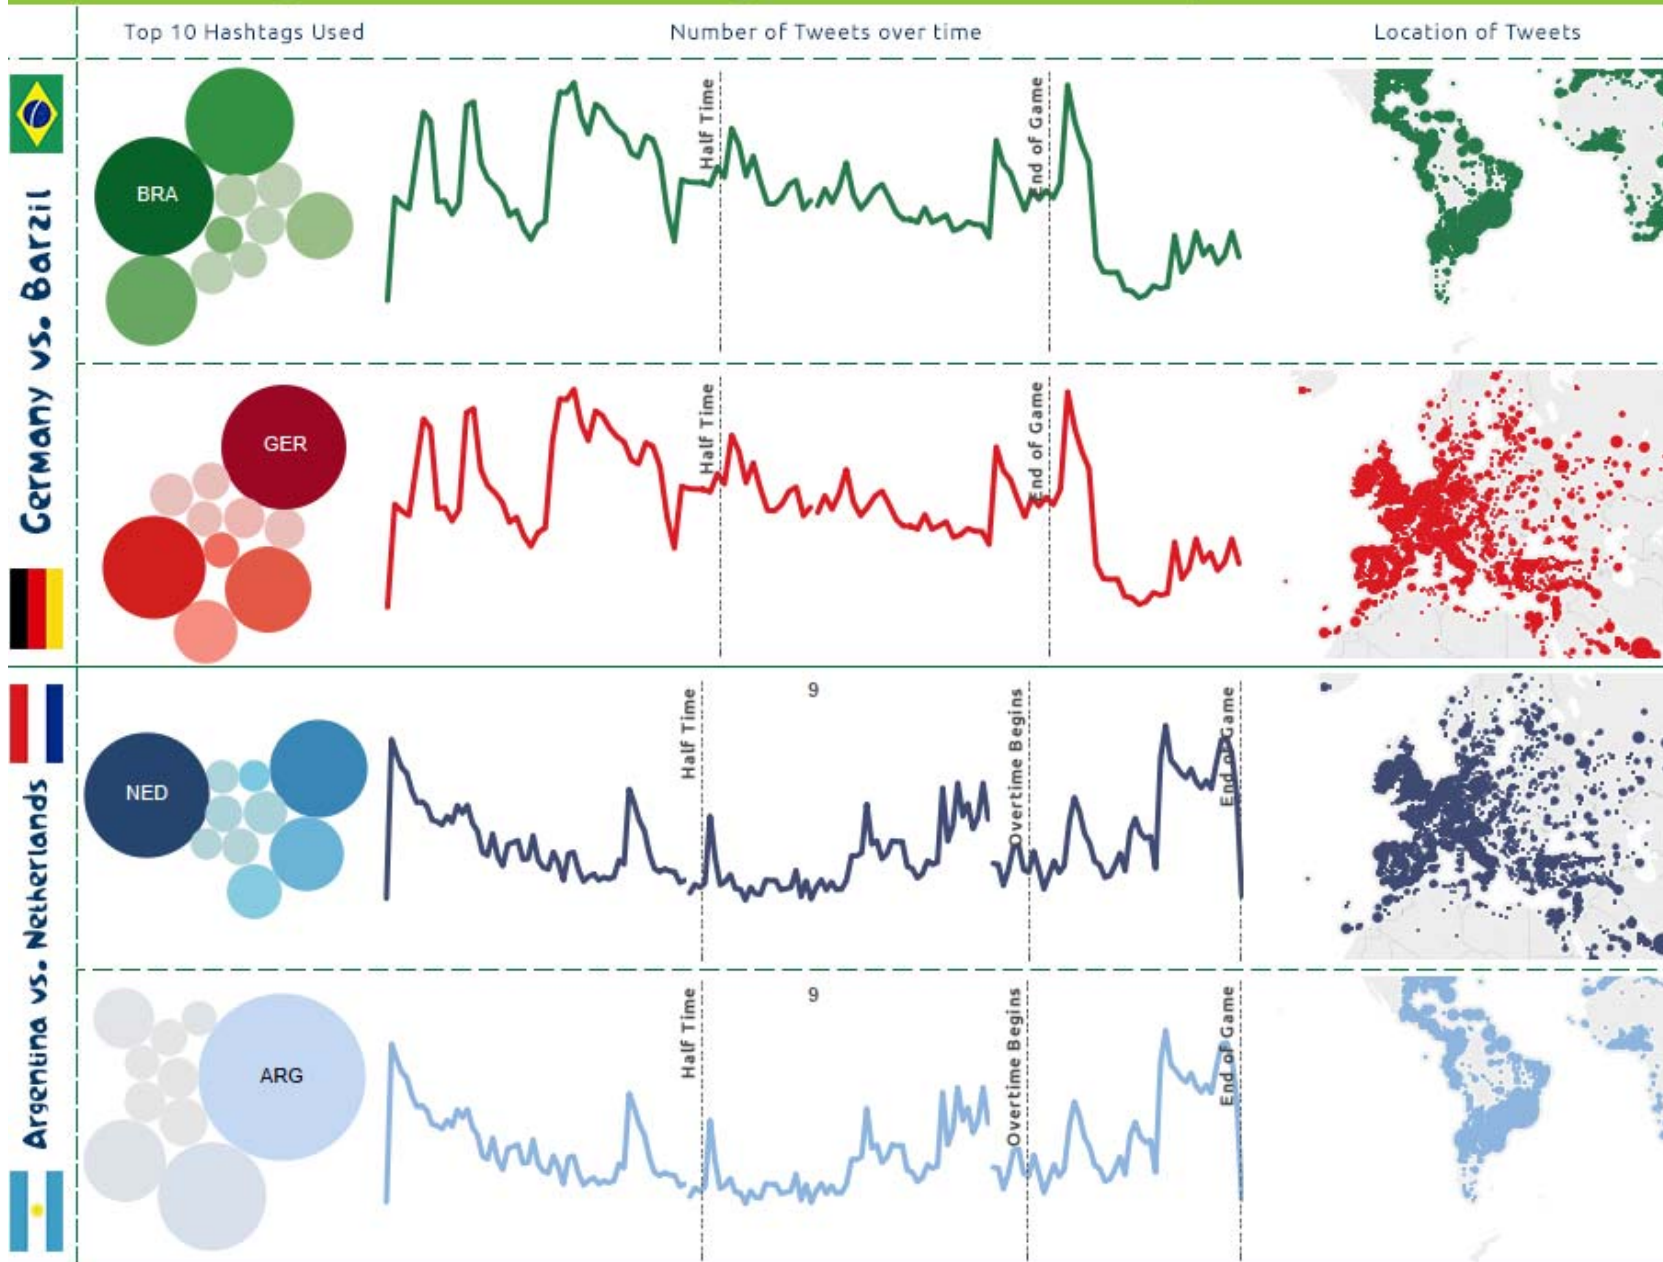 Top 10 Hashtags Used
Number of Tweets over time
Location of Tweets
Germany vs. Barzil
BRA
Half Time
End of Game
GER
Half Time
End of Game
Argentina vs. Netherlands
NED
Half Time
9
Overtime Begins
End of Game
ARG
Half Time
9
Overtime Begins
End of Game